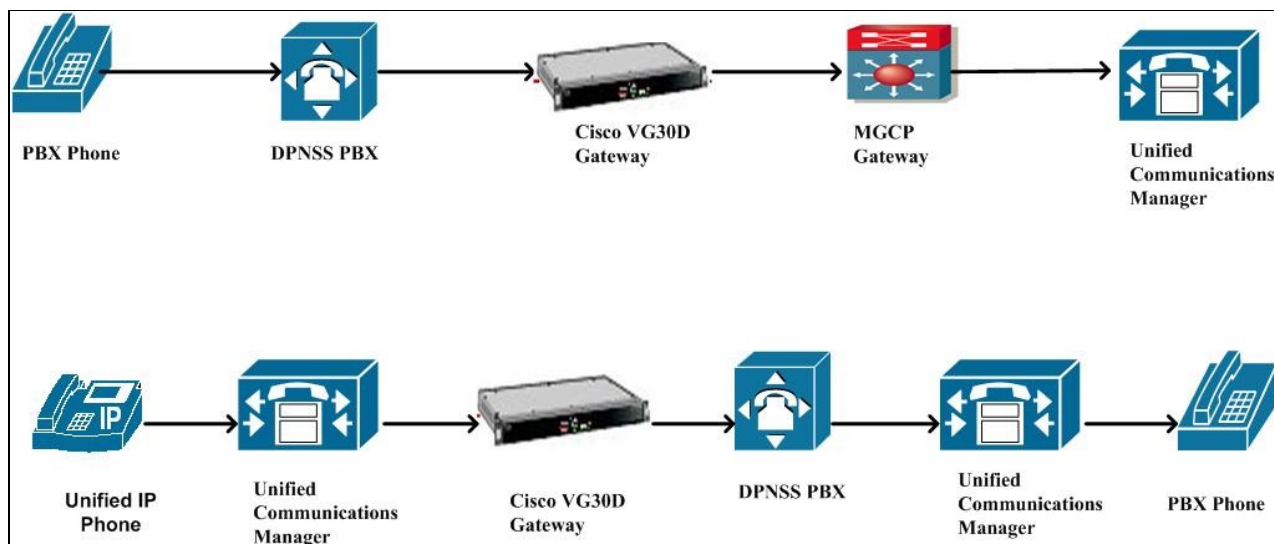 PBX Phone
DPNSS PBX
Cisco VG30D
Gateway
MGCP
Gateway
Unified
Communications
Manager
IP
Unified IP
Phone
Unified
Communications
Manager
Cisco VG30D
Gateway
DPNSS PBX
Unified
Communications
Manager
PBX Phone